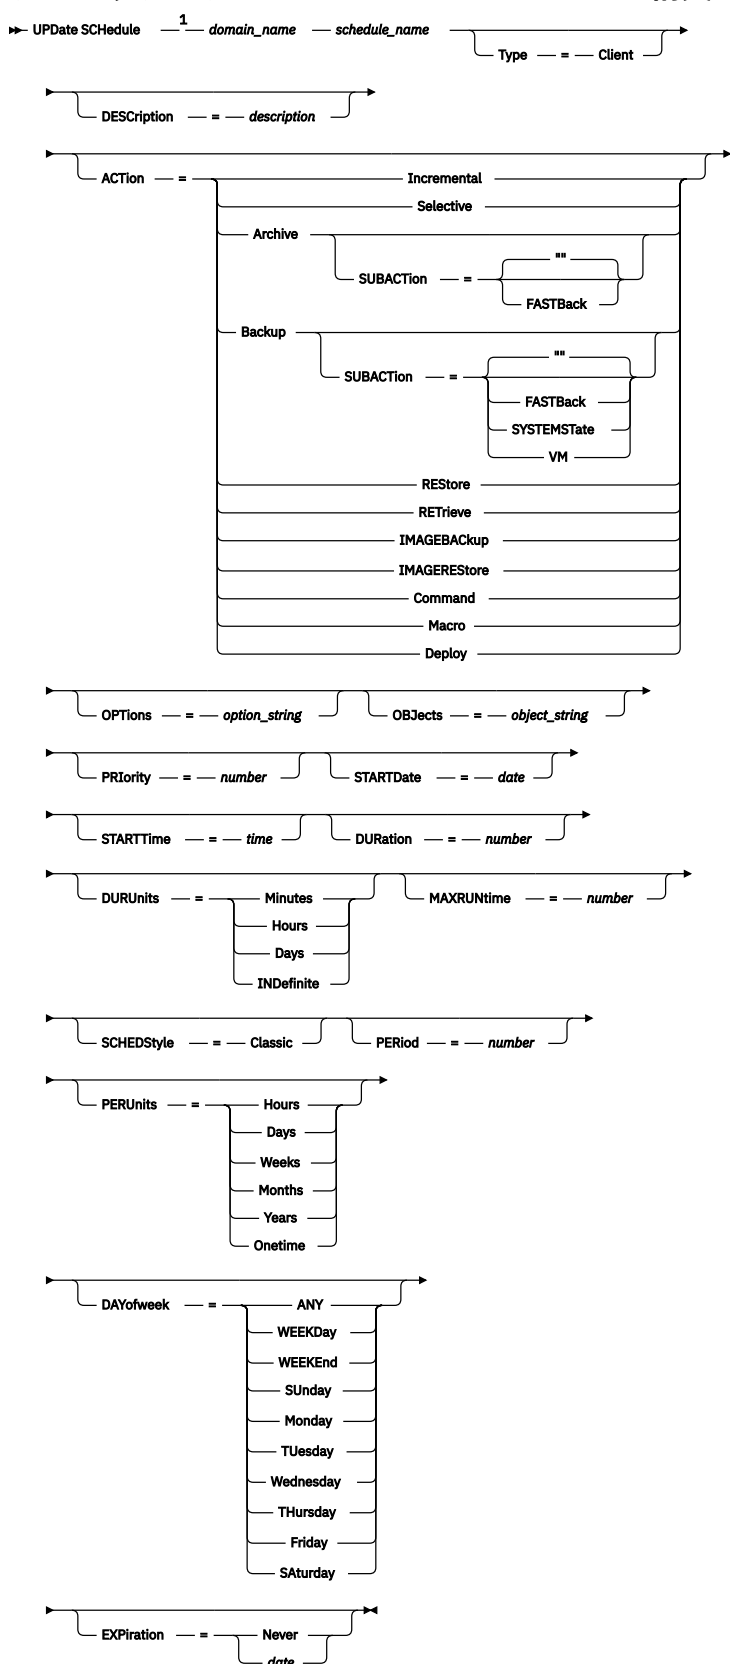 1
UPDate SCHedule domain_name schedule_name
Type = Client
DESCription = description
ACTion = Incremental
Selective
Archive
""
SUBACTion =
FASTBack
Backup
""
SUBACTion =
FASTBack
SYSTEMSTate
VM
REStore
RETrieve
IMAGEBACkup
IMAGEREStore
Command
Macro
Deploy
OPTions = option_string OBJects = object_string
PRIority = number STARTDate = date
STARTTime = time DURation = number
DURUnits = Minutes MAXRUNtime = number
Hours
Days
INDefinite
SCHEDStyle = Classic PERiod = number
PERUnits = Hours
Days
Weeks
Months
Years
Onetime
DAYofweek = ANY
WEEKDay
WEEKEnd
SUnday
Monday
TUesday
Wednesday
THursday
Friday
SAturday
EXPiration = Never
date